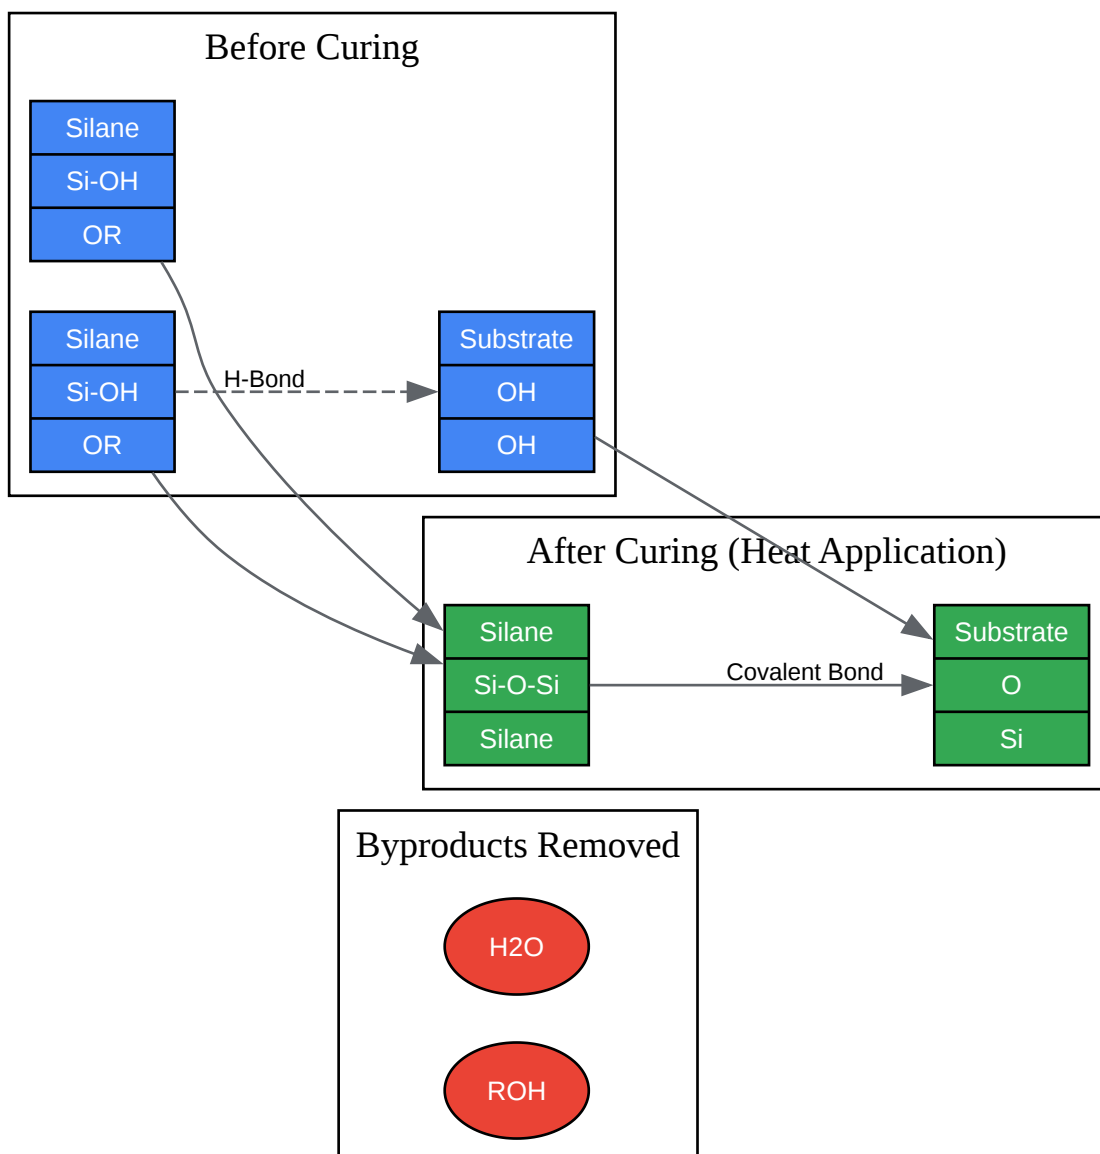 Before Curing
Silane
Si-OH
OR
Silane
Si-OH
OR
H-Bond
Substrate
OH
OH
After Curing (Heat Application)
Silane
Si-O-Si
Silane
Covalent Bond
Substrate
O
Si
Byproducts Removed
H2O
ROH